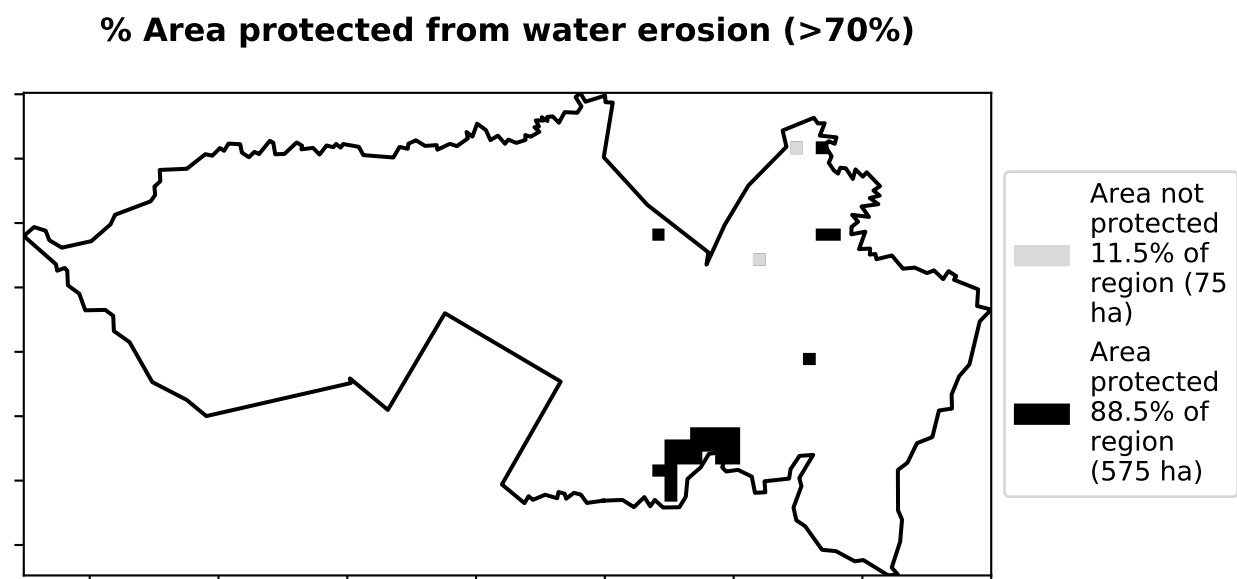 % Area protected from water erosion (>70%)
Area not
protected
11.5% of
region (75
ha)
Area
protected
88.5% of
region
(575 ha)